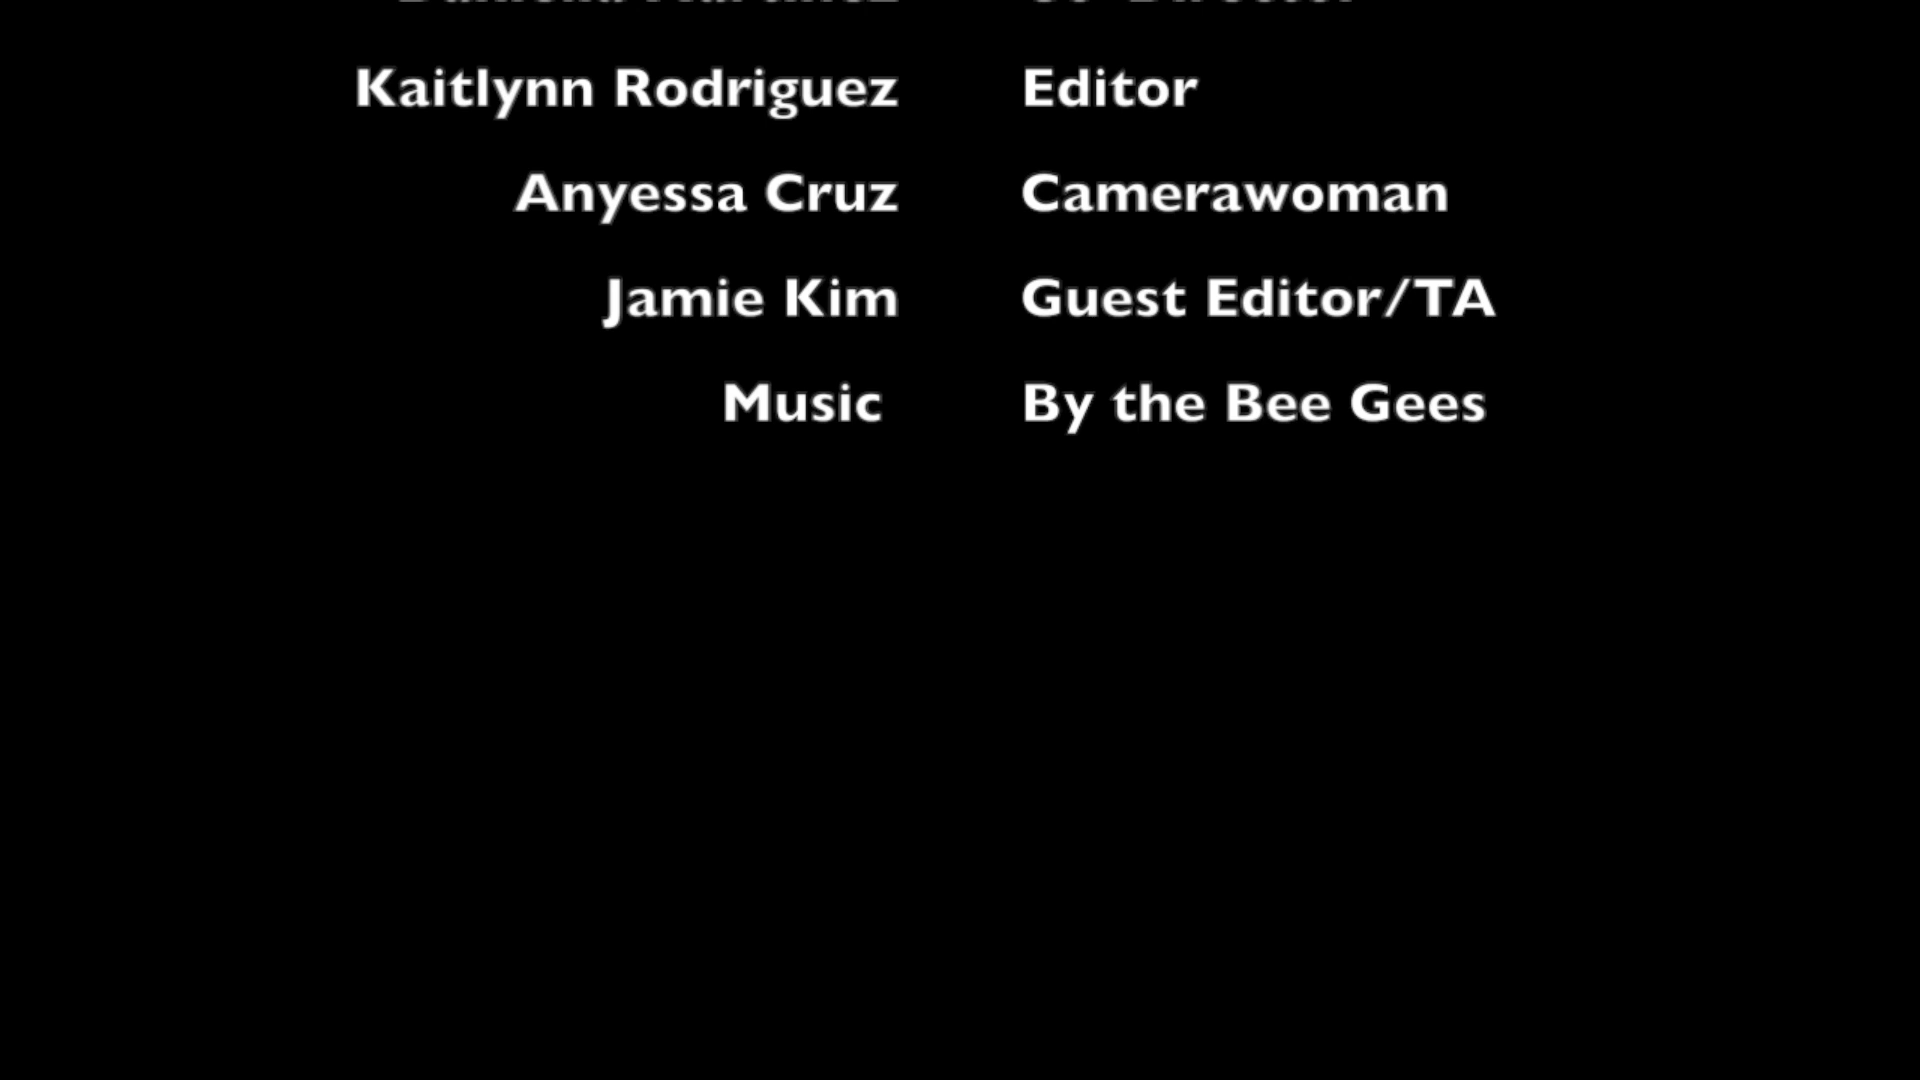 Kaitlynn Rodriguez Editor
Anyessa Cruz Camerawoman
Jamie Kim Guest Editor/TA
Music By the Bee Gees